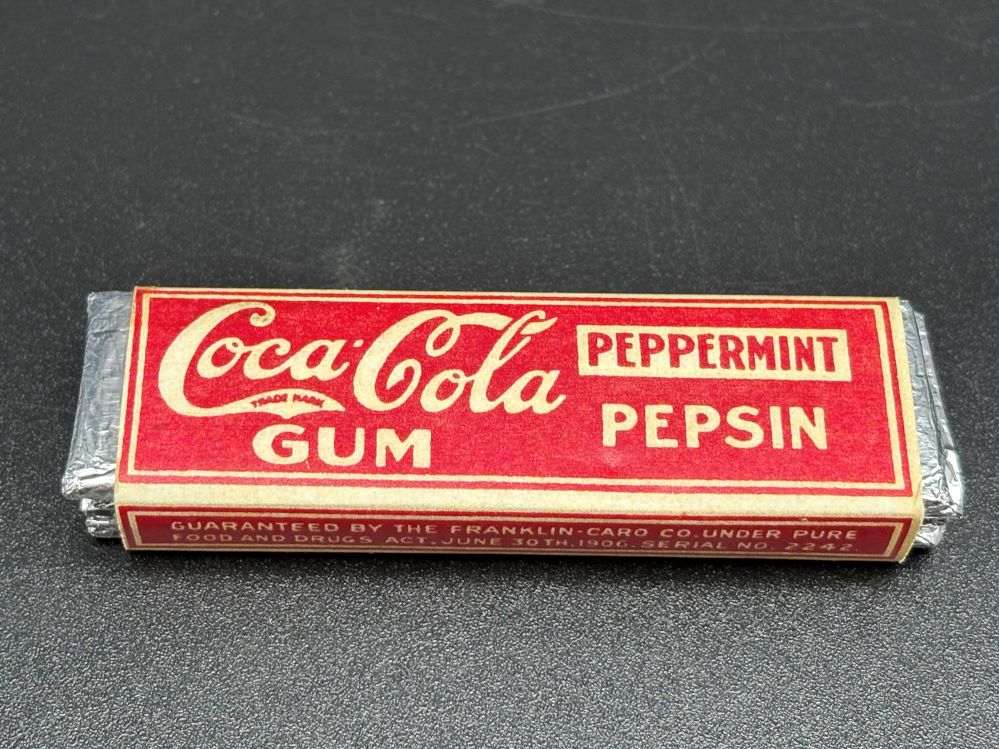 Coca-Cola
TRADE MARK
GUM
PEPPERMINT
PEPSIN
GUARANTEED BY THE FRANKLIN-CARO CO. UNDER PURE
FOOD AND DRUGS ACT. JUNE 30TH, 1906. SERIAL NO. 2242.